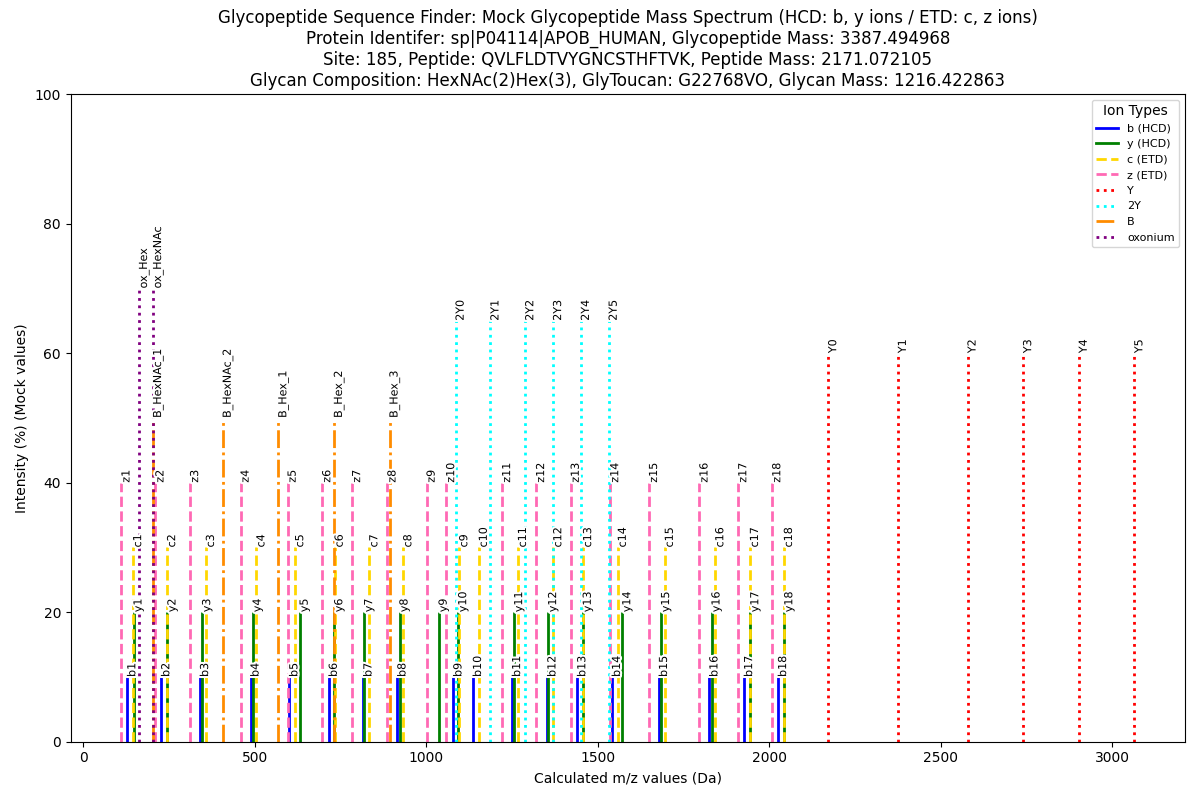 Glycopeptide Sequence Finder: Mock Glycopeptide Mass Spectrum (HCD: b, y ions / ETD: c, z ions)
Protein Identifer: sp|P04114|APOB_HUMAN, Glycopeptide Mass: 3387.494968
Site: 185, Peptide: QVLFLDTVYGNCSTHFTVK, Peptide Mass: 2171.072105
Glycan Composition: HexNAc(2)Hex(3), GlyToucan: G22768VO, Glycan Mass: 1216.422863
Intensity (%) (Mock values)
100
80
60
40
20
0
Ion Types
b (HCD)
y (HCD)
c (ETD)
z (ETD)
Y
2Y
B
oxonium
ox_Hex
ox_HexNAc
B_HexNAc_1
B_HexNAc_2
B_Hex_1
B_Hex_2
B_Hex_3
2Y0
2Y1
2Y2
2Y3
2Y4
2Y5
Y0
Y1
Y2
Y3
Y4
Y5
z1
z2
z3
z4
z5
z6
z7
z8
z9
z10
z11
z12
z13
z14
z15
z16
z17
z18
c1
c2
c3
c4
c5
c6
c7
c8
c9
c10
c11
c12
c13
c14
c15
c16
c17
c18
y1
y2
y3
y4
y5
y6
y7
y8
y9
y10
y11
y12
y13
y14
y15
y16
y17
y18
b1
b2
b3
b4
b5
b6
b7
b8
b9
b10
b11
b12
b13
b14
b15
b16
b17
b18
0
500
1000
1500
2000
2500
3000
Calculated m/z values (Da)